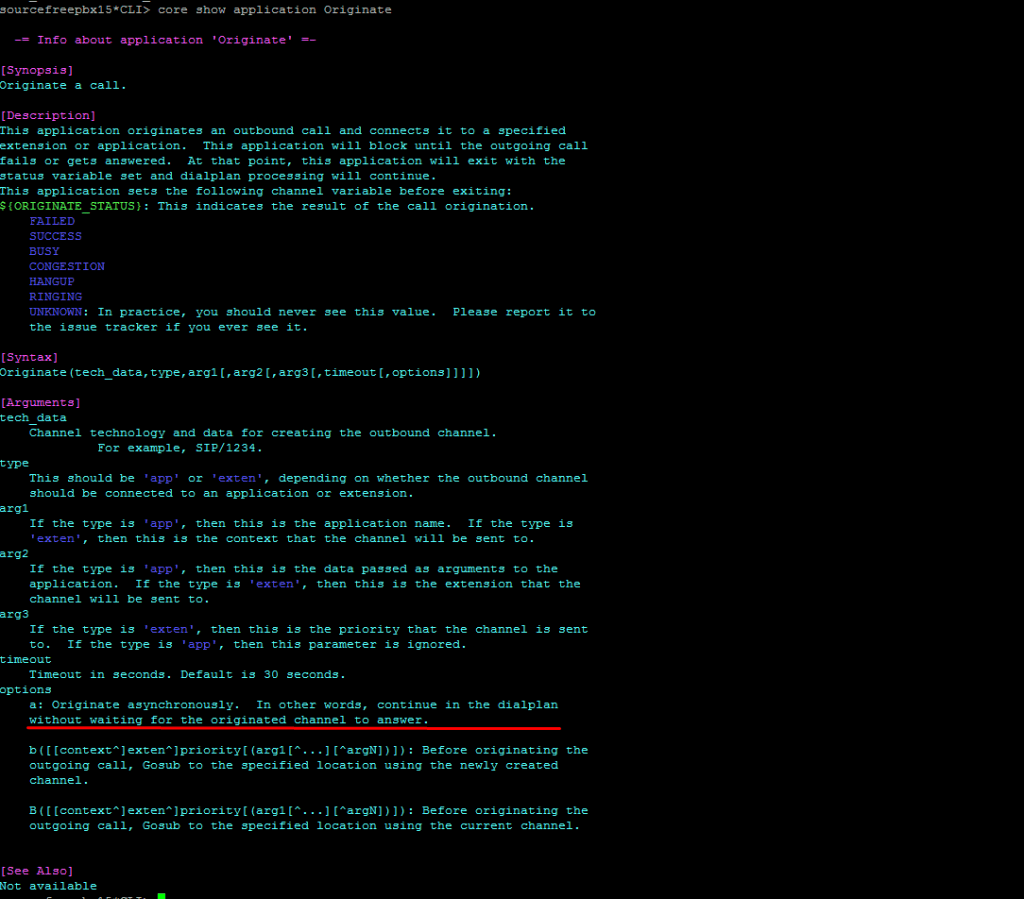 sourcefreepbx15*CLI> core show application Originate
-= Info about application 'Originate' =-
[Synopsis]
Originate a call.
[Description]
This application originates an outbound call and connects it to a specified
extension or application.  This application will block until the outgoing call
fails or gets answered.  At that point, this application will exit with the
status variable set and dialplan processing will continue.
This application sets the following channel variable before exiting:
${ORIGINATE_STATUS}: This indicates the result of the call origination.
FAILED
SUCCESS
BUSY
CONGESTION
HANGUP
RINGING
UNKNOWN: In practice, you should never see this value.  Please report it to
the issue tracker if you ever see it.
[Syntax]
Originate(tech_data,type,arg1[,arg2[,arg3[,timeout[,options]]]])
[Arguments]
tech_data
Channel technology and data for creating the outbound channel.
For example, SIP/1234.
type
This should be 'app' or 'exten', depending on whether the outbound channel
should be connected to an application or extension.
arg1
If the type is 'app', then this is the application name.  If the type is
'exten', then this is the context that the channel will be sent to.
arg2
If the type is 'app', then this is the data passed as arguments to the
application.  If the type is 'exten', then this is the extension that the
channel will be sent to.
arg3
If the type is 'exten', then this is the priority that the channel is sent
to.  If the type is 'app', then this parameter is ignored.
timeout
Timeout in seconds. Default is 30 seconds.
options
a: Originate asynchronously.  In other words, continue in the dialplan
without waiting for the originated channel to answer.
b([[context^]exten^]priority[(arg1[^...][^argN])]): Before originating the
outgoing call, Gosub to the specified location using the newly created
channel.
B([[context^]exten^]priority[(arg1[^...][^argN])]): Before originating the
outgoing call, Gosub to the specified location using the current channel.
[See Also]
Not available